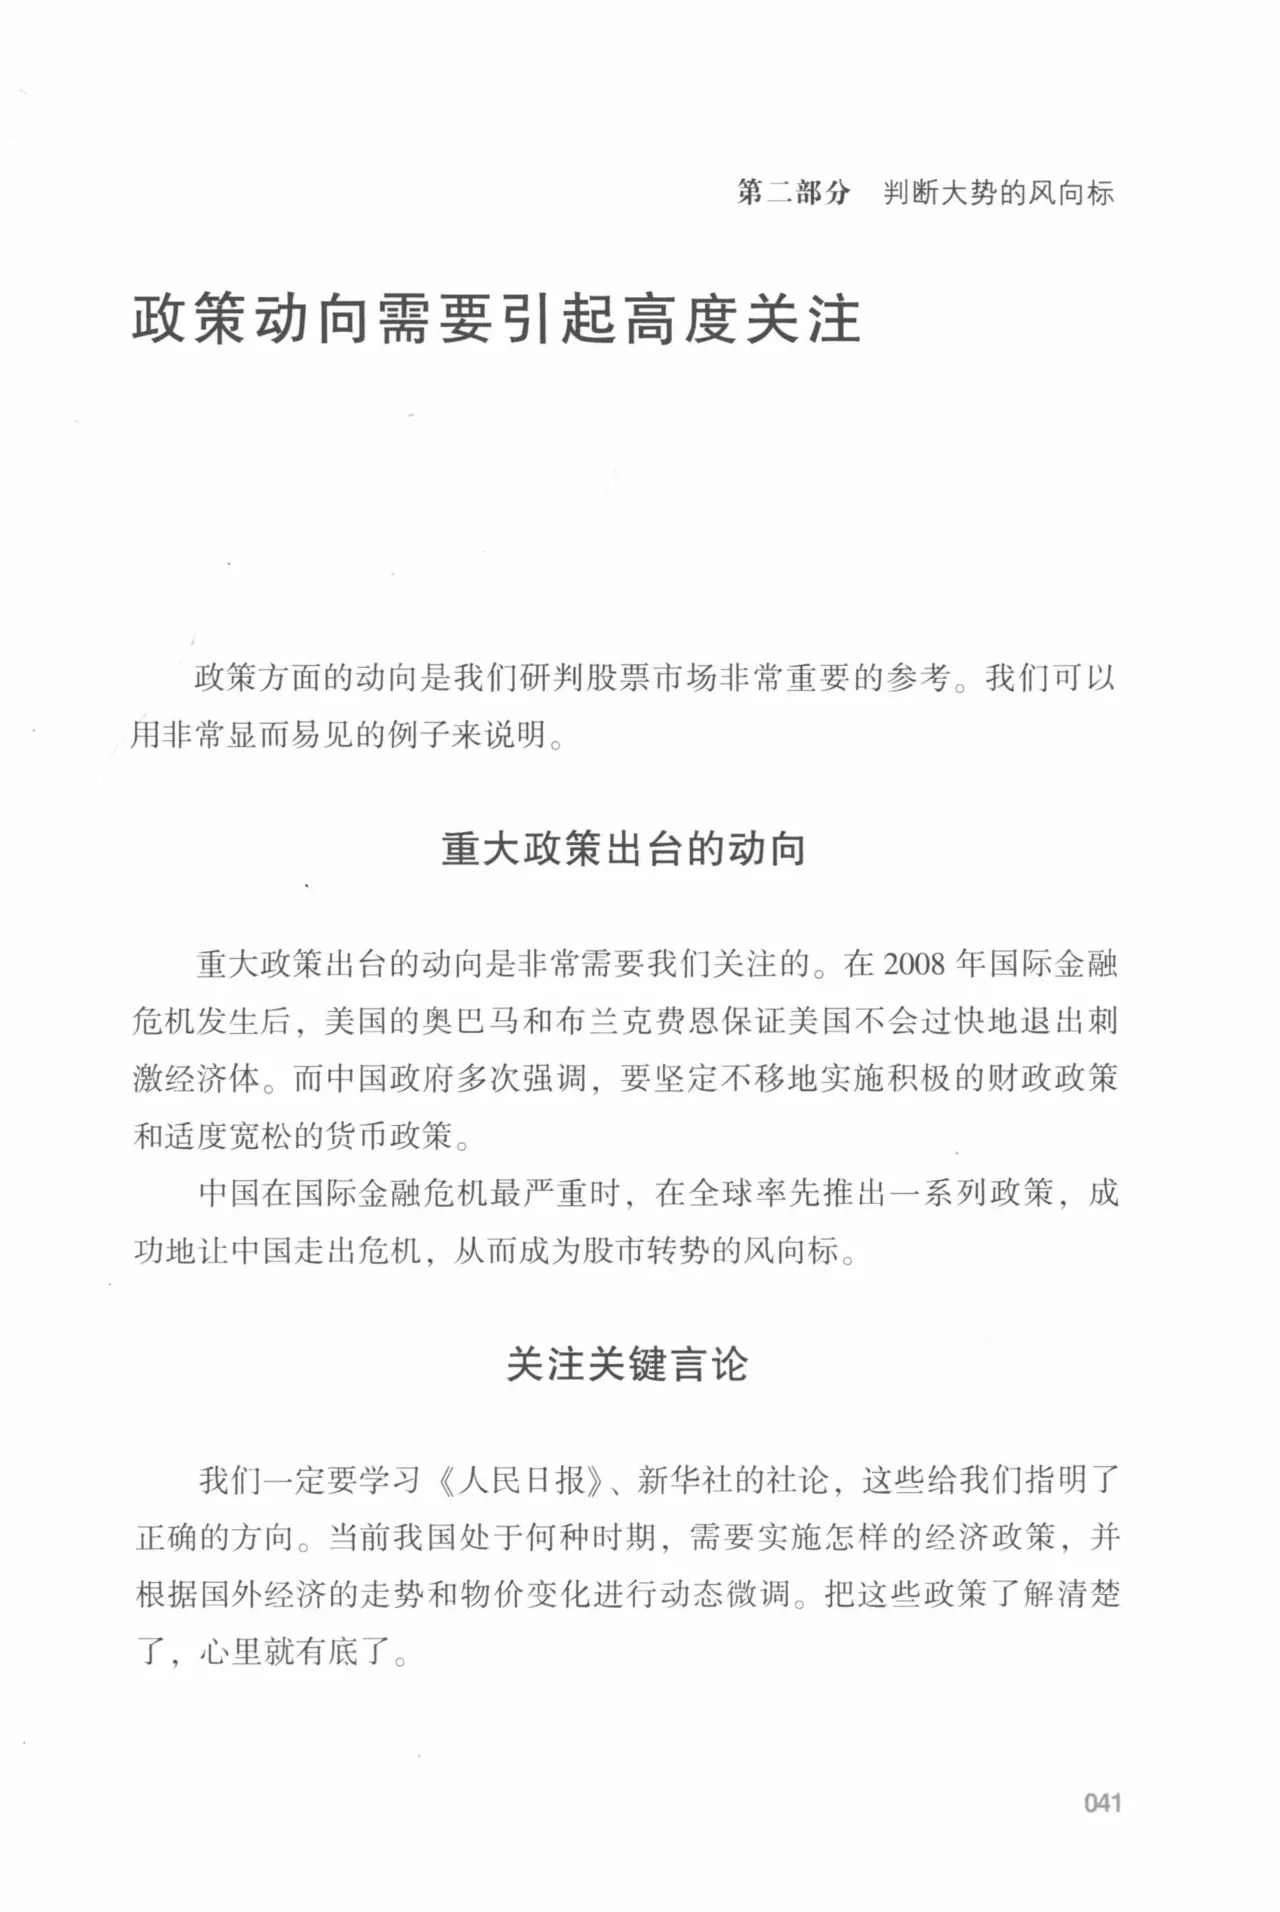 第二部分 判断大势的风向标
政策动向需要引起高度关注
政策方面的动向是我们研判股票市场非常重要的参考。我们可以
用非常显而易见的例子来说明。
重大政策出台的动向
重大政策出台的动向是非常需要我们关注的。在 2008 年国际金融
危机发生后，美国的奥巴马和布兰克费恩保证美国不会过快地退出刺
激经济体。而中国政府多次强调，要坚定不移地实施积极的财政政策
和适度宽松的货币政策。
中国在国际金融危机最严重时，在全球率先推出一系列政策，成
功地让中国走出危机，从而成为股市转势的风向标。
关注关键言论
我们一定要学习《人民日报》、新华社的社论，这些给我们指明了
正确的方向。当前我国处于何种时期，需要实施怎样的经济政策，并
根据国外经济的走势和物价变化进行动态微调。把这些政策了解清楚
了，心里就有底了。
041